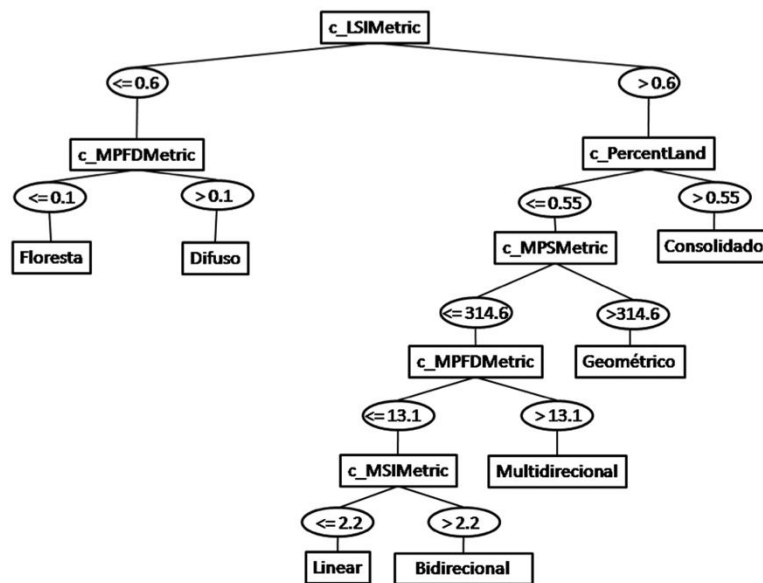 c_LSIMetric
<= 0.6
> 0.6
c_MPFDMetric
c_PercentLand
<= 0.1
> 0.1
<= 0.55
> 0.55
Floresta
Difuso
c_MPSMetric
Consolidado
<= 314.6
>314.6
c_MPFDMetric
Geométrico
<= 13.1
> 13.1
c_MSIMetric
Multidirecional
<= 2.2
> 2.2
Linear
Bidirecional